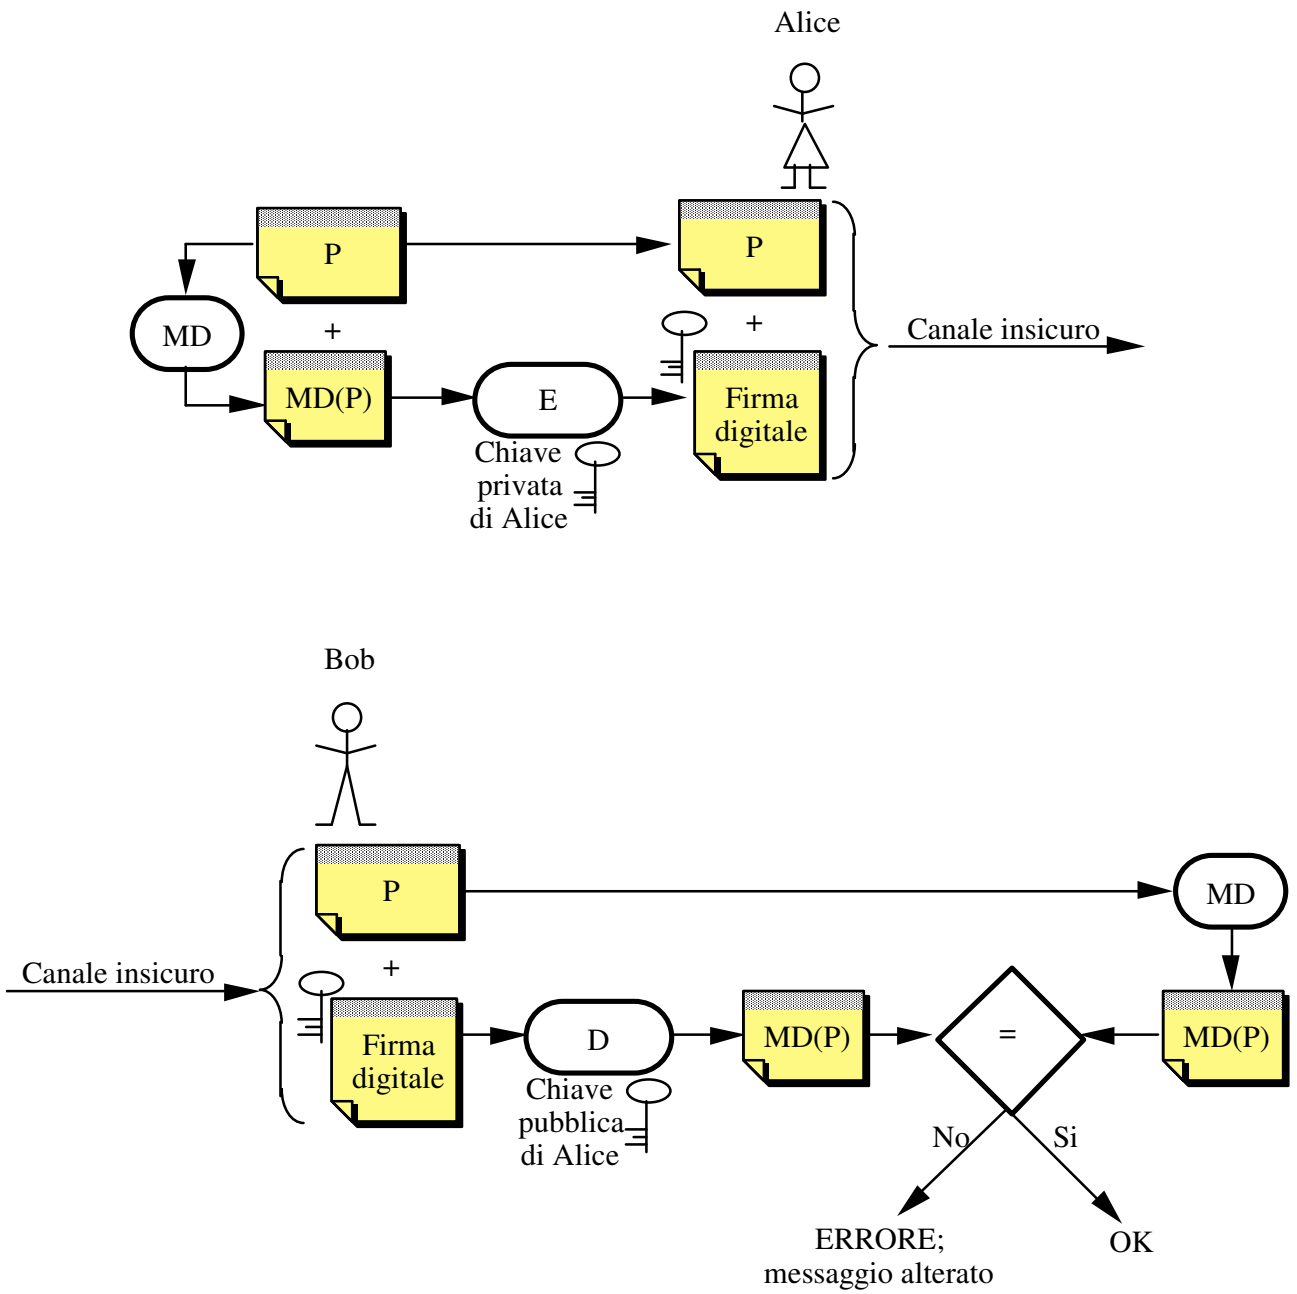 Alice
P
P
MD
+
+
Canale insicuro
MD(P)
E
Firma
digitale
Chiave
privata
di Alice
Bob
P
MD
Canale insicuro
+
Firma
digitale
D
MD(P)
=
MD(P)
Chiave
pubblica
di Alice
No
Si
ERRORE;
messaggio alterato
OK